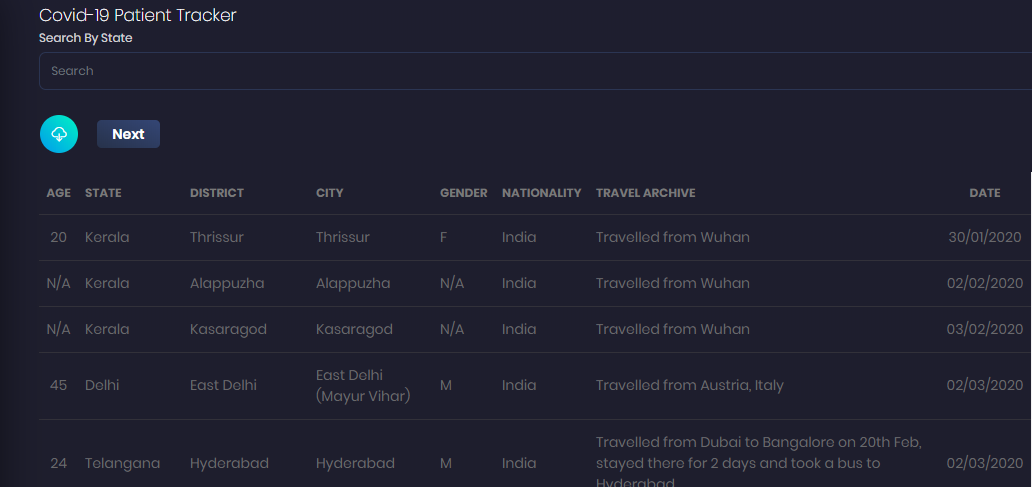 Covid-19 Patient Tracker
Search By State
Search
Next
AGE STATE DISTRICT CITY GENDER NATIONALITY TRAVEL ARCHIVE DATE
20 Kerala Thrissur Thrissur F India Travelled from Wuhan 30/01/2020
N/A Kerala Alappuzha Alappuzha N/A India Travelled from Wuhan 02/02/2020
N/A Kerala Kasaragod Kasaragod N/A India Travelled from Wuhan 03/02/2020
45 Delhi East Delhi East Delhi
(Mayur Vihar) M India Travelled from Austria, Italy 02/03/2020
24 Telangana Hyderabad Hyderabad M India Travelled from Dubai to Bangalore on 20th Feb,
stayed there for 2 days and took a bus to
Hyderabad 02/03/2020